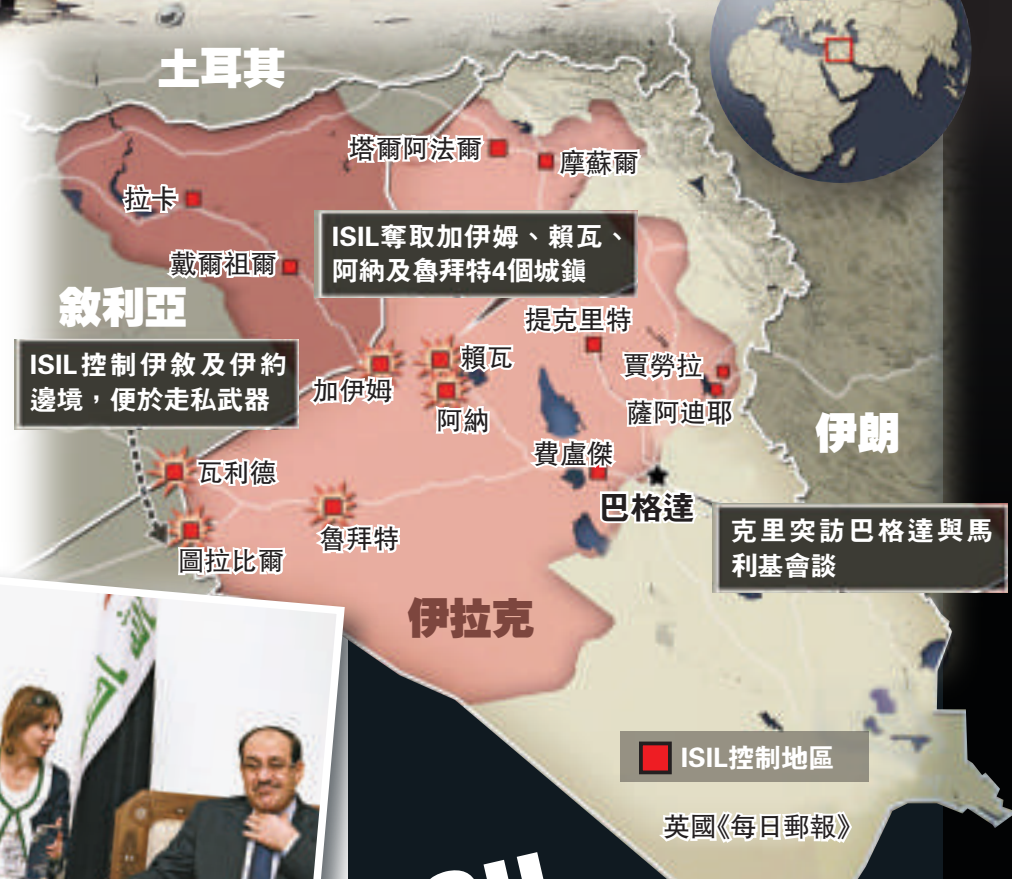 土耳其
塔爾阿法爾
摩蘇爾
拉卡
ISIL奪取加伊姆、賴瓦、
阿納及魯拜特4個城鎮
戴爾祖爾
敘利亞
提克里特
ISIL控制伊敘及伊約
邊境，便於走私武器
賴瓦
賈勞拉
加伊姆
阿納
薩阿迪耶
伊朗
費盧傑
瓦利德
巴格達
魯拜特
圖拉比爾
克里突訪巴格達與馬
利基會談
伊拉克
ISIL控制地區
英國《每日郵報》